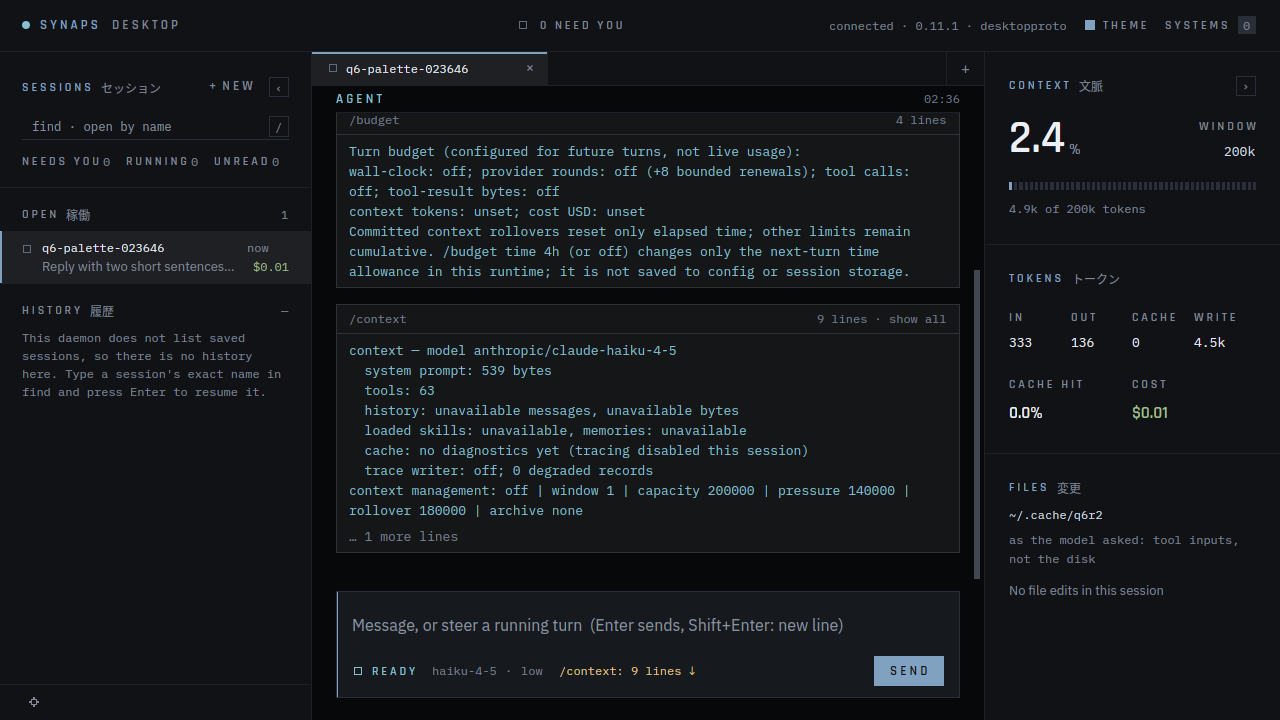 SYNAPS DESKTOP
0 NEED YOU
connected · 0.11.1 · desktopproto
THEME
SYSTEMS 0
SESSIONS セッション
+ NEW
‹
find · open by name
/
NEEDS YOU 0 RUNNING 0 UNREAD 0
OPEN 稼働
1
q6-palette-023646
now
Reply with two short sentences…
$0.01
HISTORY 履歴
—
This daemon does not list saved
sessions, so there is no history
here. Type a session's exact name in
find and press Enter to resume it.
q6-palette-023646
×
+
AGENT
02:36
/budget
4 lines
Turn budget (configured for future turns, not live usage):
wall-clock: off; provider rounds: off (+8 bounded renewals); tool calls:
off; tool-result bytes: off
context tokens: unset; cost USD: unset
Committed context rollovers reset only elapsed time; other limits remain
cumulative. /budget time 4h (or off) changes only the next-turn time
allowance in this runtime; it is not saved to config or session storage.
/context
9 lines · show all
context — model anthropic/claude-haiku-4-5
system prompt: 539 bytes
tools: 63
history: unavailable messages, unavailable bytes
loaded skills: unavailable, memories: unavailable
cache: no diagnostics yet (tracing disabled this session)
trace writer: off; 0 degraded records
context management: off | window 1 | capacity 200000 | pressure 140000 |
rollover 180000 | archive none
… 1 more lines
Message, or steer a running turn (Enter sends, Shift+Enter: new line)
READY haiku-4-5 · low /context: 9 lines ↓
SEND
CONTEXT 文脈
›
2.4 %
WINDOW
200k
4.9k of 200k tokens
TOKENS トークン
IN OUT CACHE WRITE
333 136 0 4.5k
CACHE HIT COST
0.0% $0.01
FILES 変更
~/.cache/q6r2
as the model asked: tool inputs,
not the disk
No file edits in this session